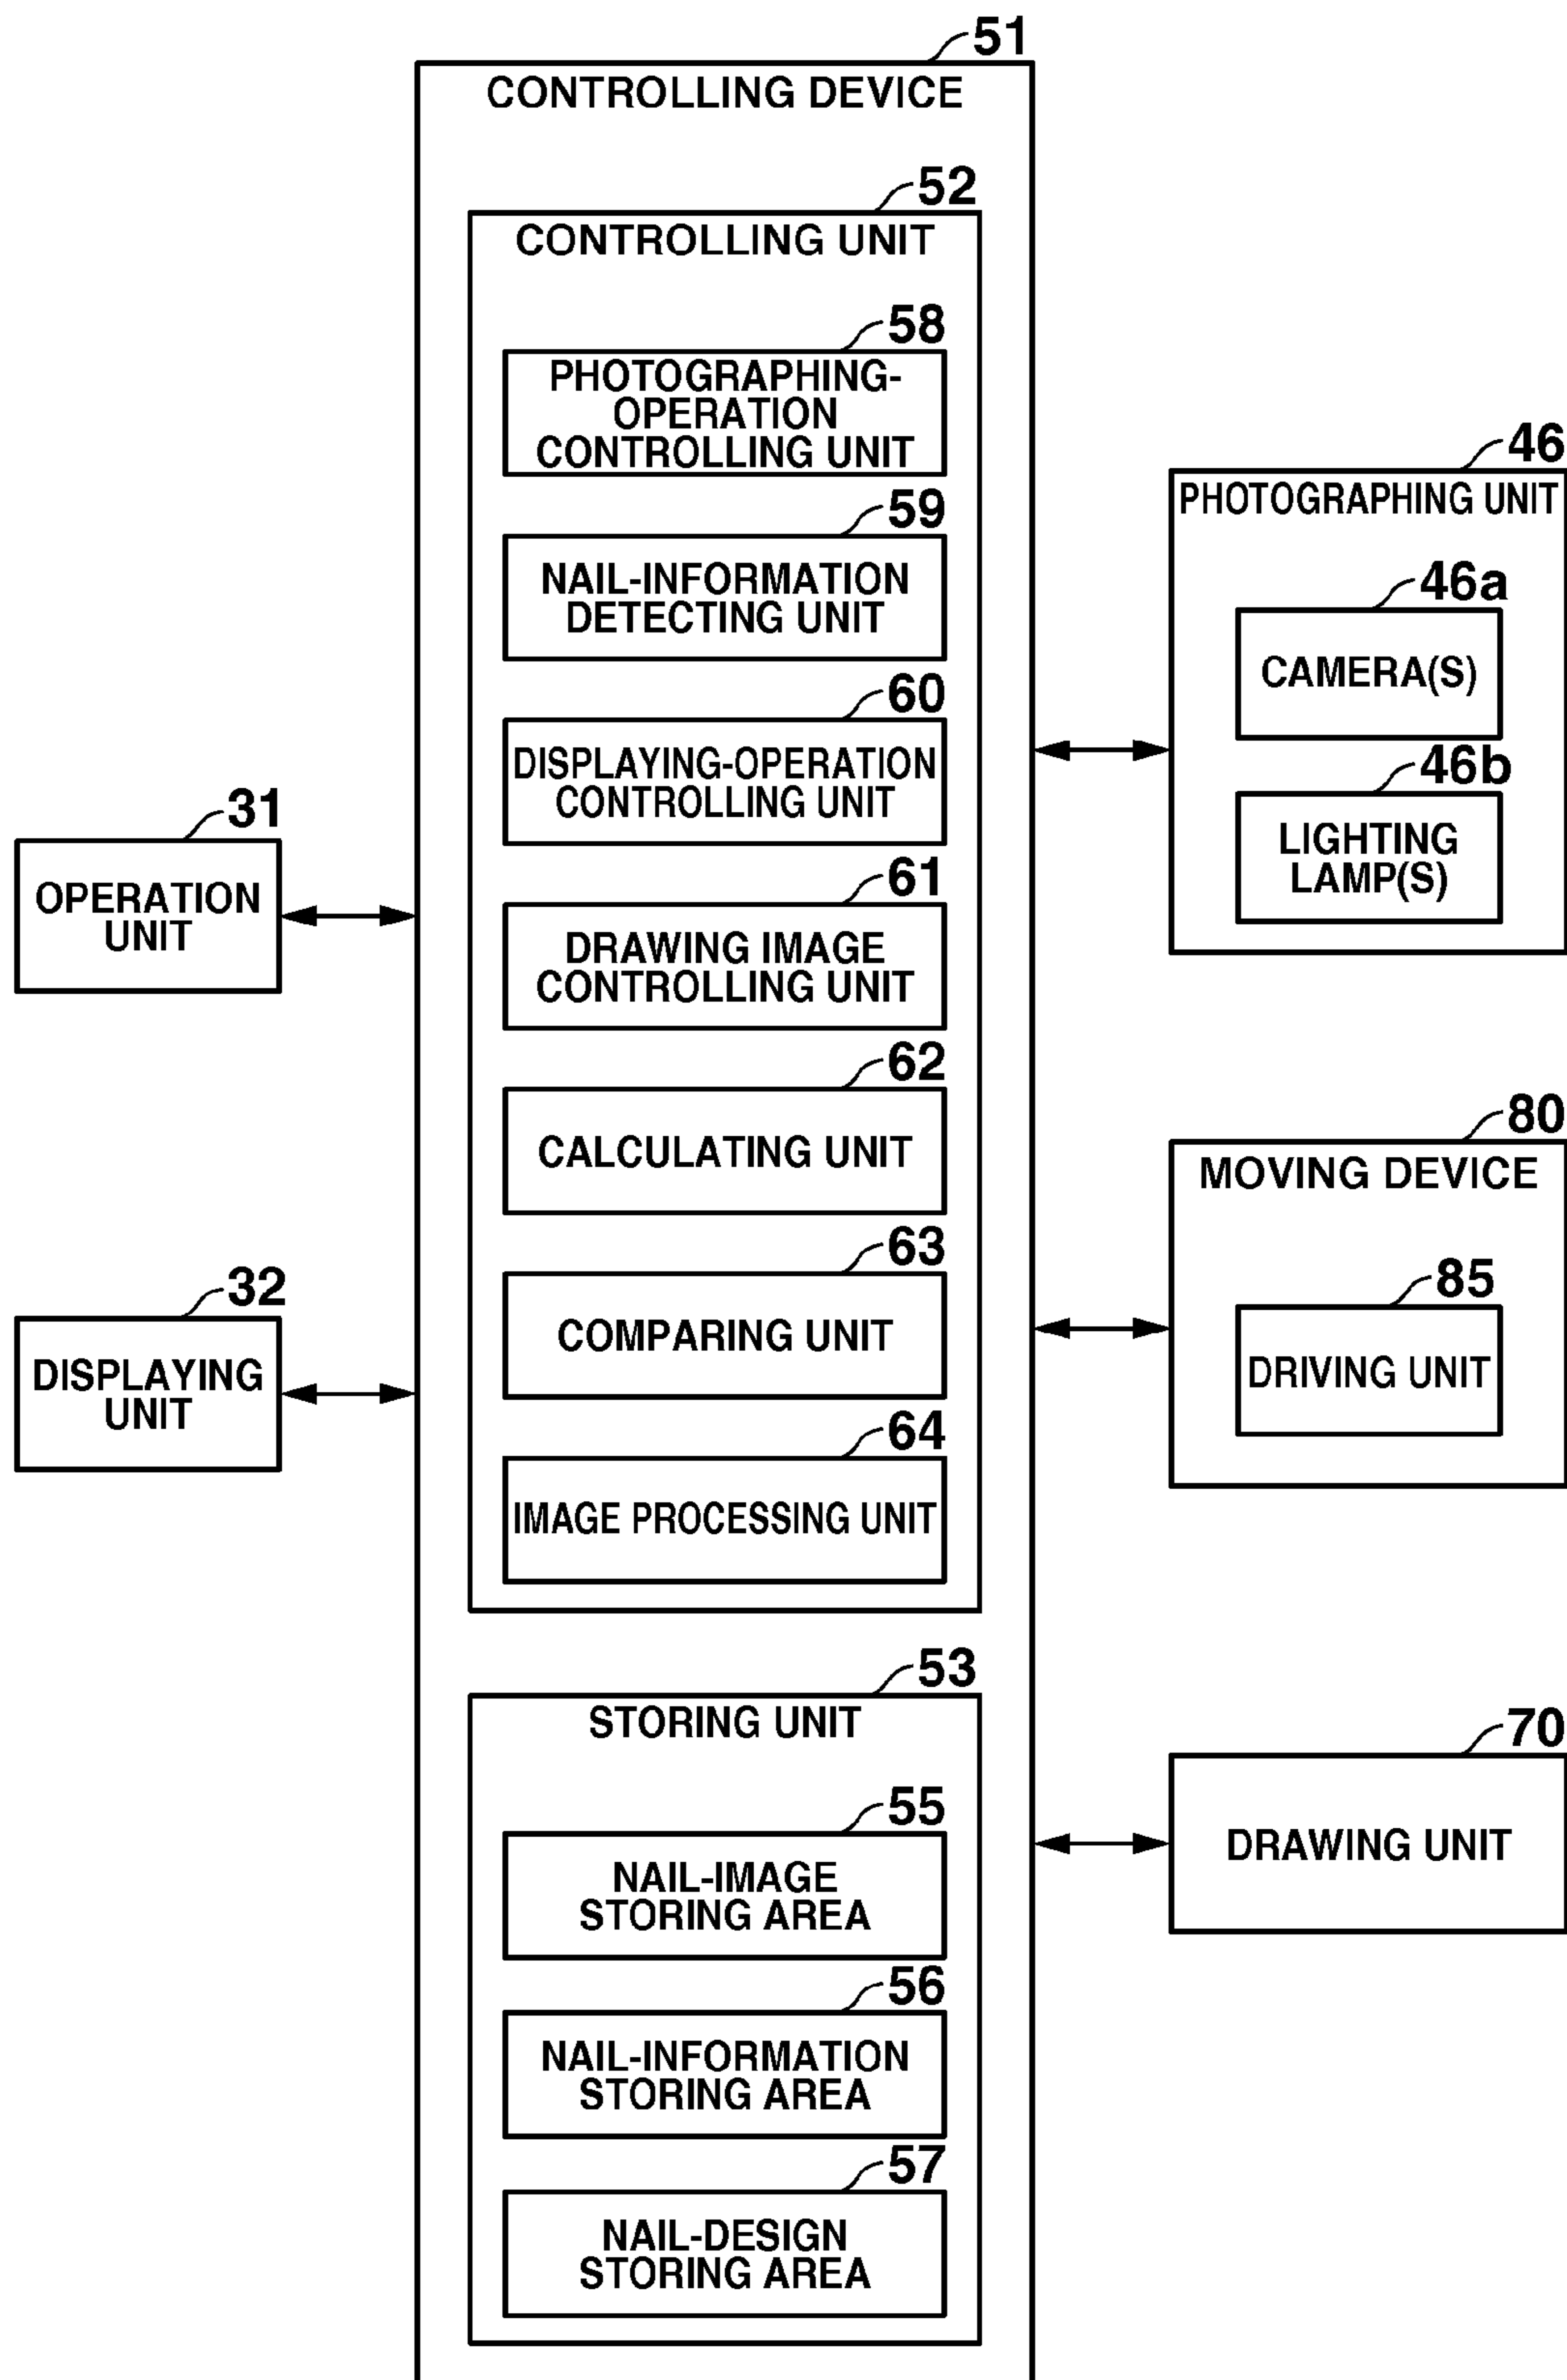 51
CONTROLLING DEVICE
52
CONTROLLING UNIT
58
PHOTOGRAPHING-
OPERATION
CONTROLLING UNIT
59
NAIL-INFORMATION
DETECTING UNIT
60
DISPLAYING-OPERATION
CONTROLLING UNIT
61
DRAWING IMAGE
CONTROLLING UNIT
62
CALCULATING UNIT
63
COMPARING UNIT
64
IMAGE PROCESSING UNIT
53
STORING UNIT
55
NAIL-IMAGE
STORING AREA
56
NAIL-INFORMATION
STORING AREA
57
NAIL-DESIGN
STORING AREA
31
OPERATION
UNIT
32
DISPLAYING
UNIT
46
PHOTOGRAPHING UNIT
46a
CAMERA(S)
46b
LIGHTING
LAMP(S)
80
MOVING DEVICE
85
DRIVING UNIT
70
DRAWING UNIT